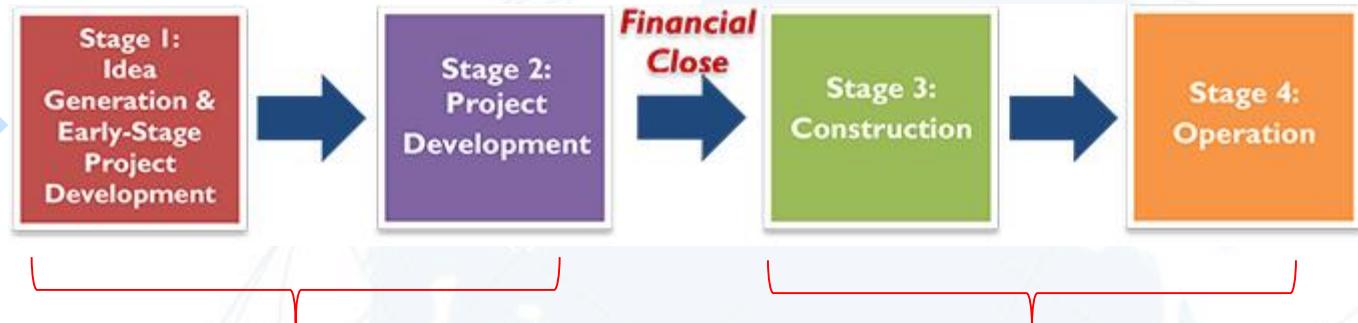 Stage I:
Idea
Generation &
Early-Stage
Project
Development
Stage 2:
Project
Development
Financial
Close
Stage 3:
Construction
Stage 4:
Operation